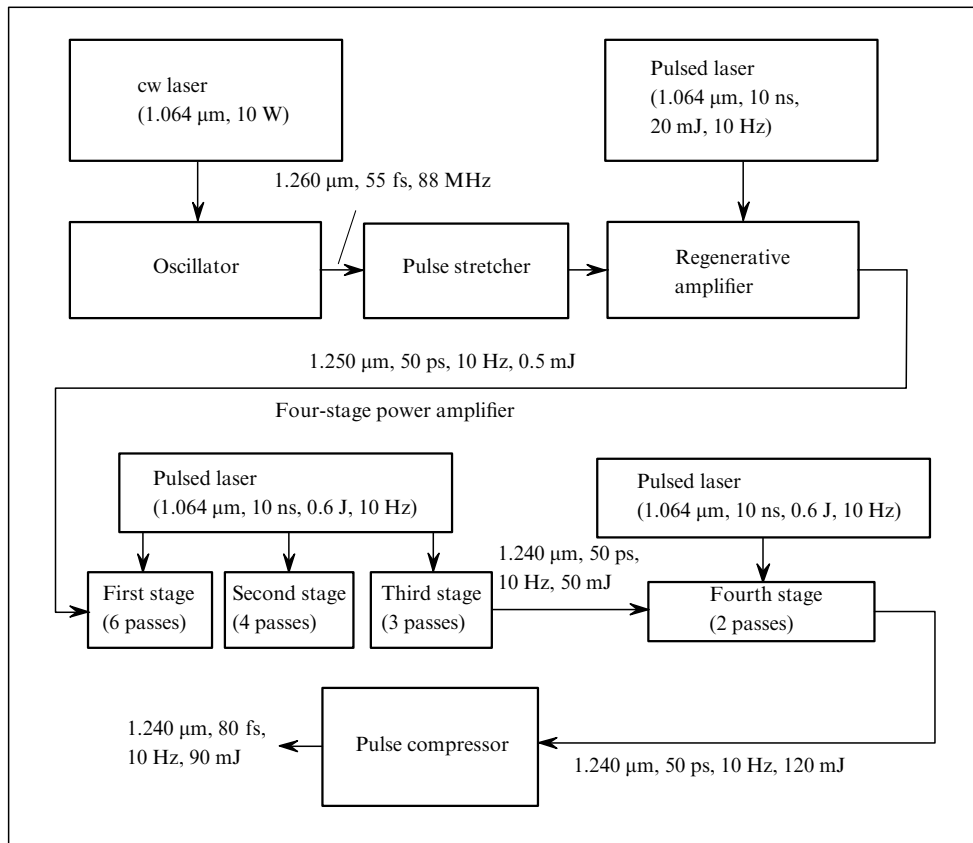 cw laser
(1.064 μm, 10 W)
Pulsed laser
(1.064 μm, 10 ns,
20 mJ, 10 Hz)
1.260 μm, 55 fs, 88 MHz
Oscillator
Pulse stretcher
Regenerative
amplifier
1.250 μm, 50 ps, 10 Hz, 0.5 mJ
Four-stage power amplifier
Pulsed laser
(1.064 μm, 10 ns, 0.6 J, 10 Hz)
Pulsed laser
(1.064 μm, 10 ns, 0.6 J, 10 Hz)
First stage
(6 passes)
Second stage
(4 passes)
Third stage
(3 passes)
1.240 μm, 50 ps,
10 Hz, 50 mJ
Fourth stage
(2 passes)
1.240 μm, 80 fs,
10 Hz, 90 mJ
Pulse compressor
1.240 μm, 50 ps, 10 Hz, 120 mJ